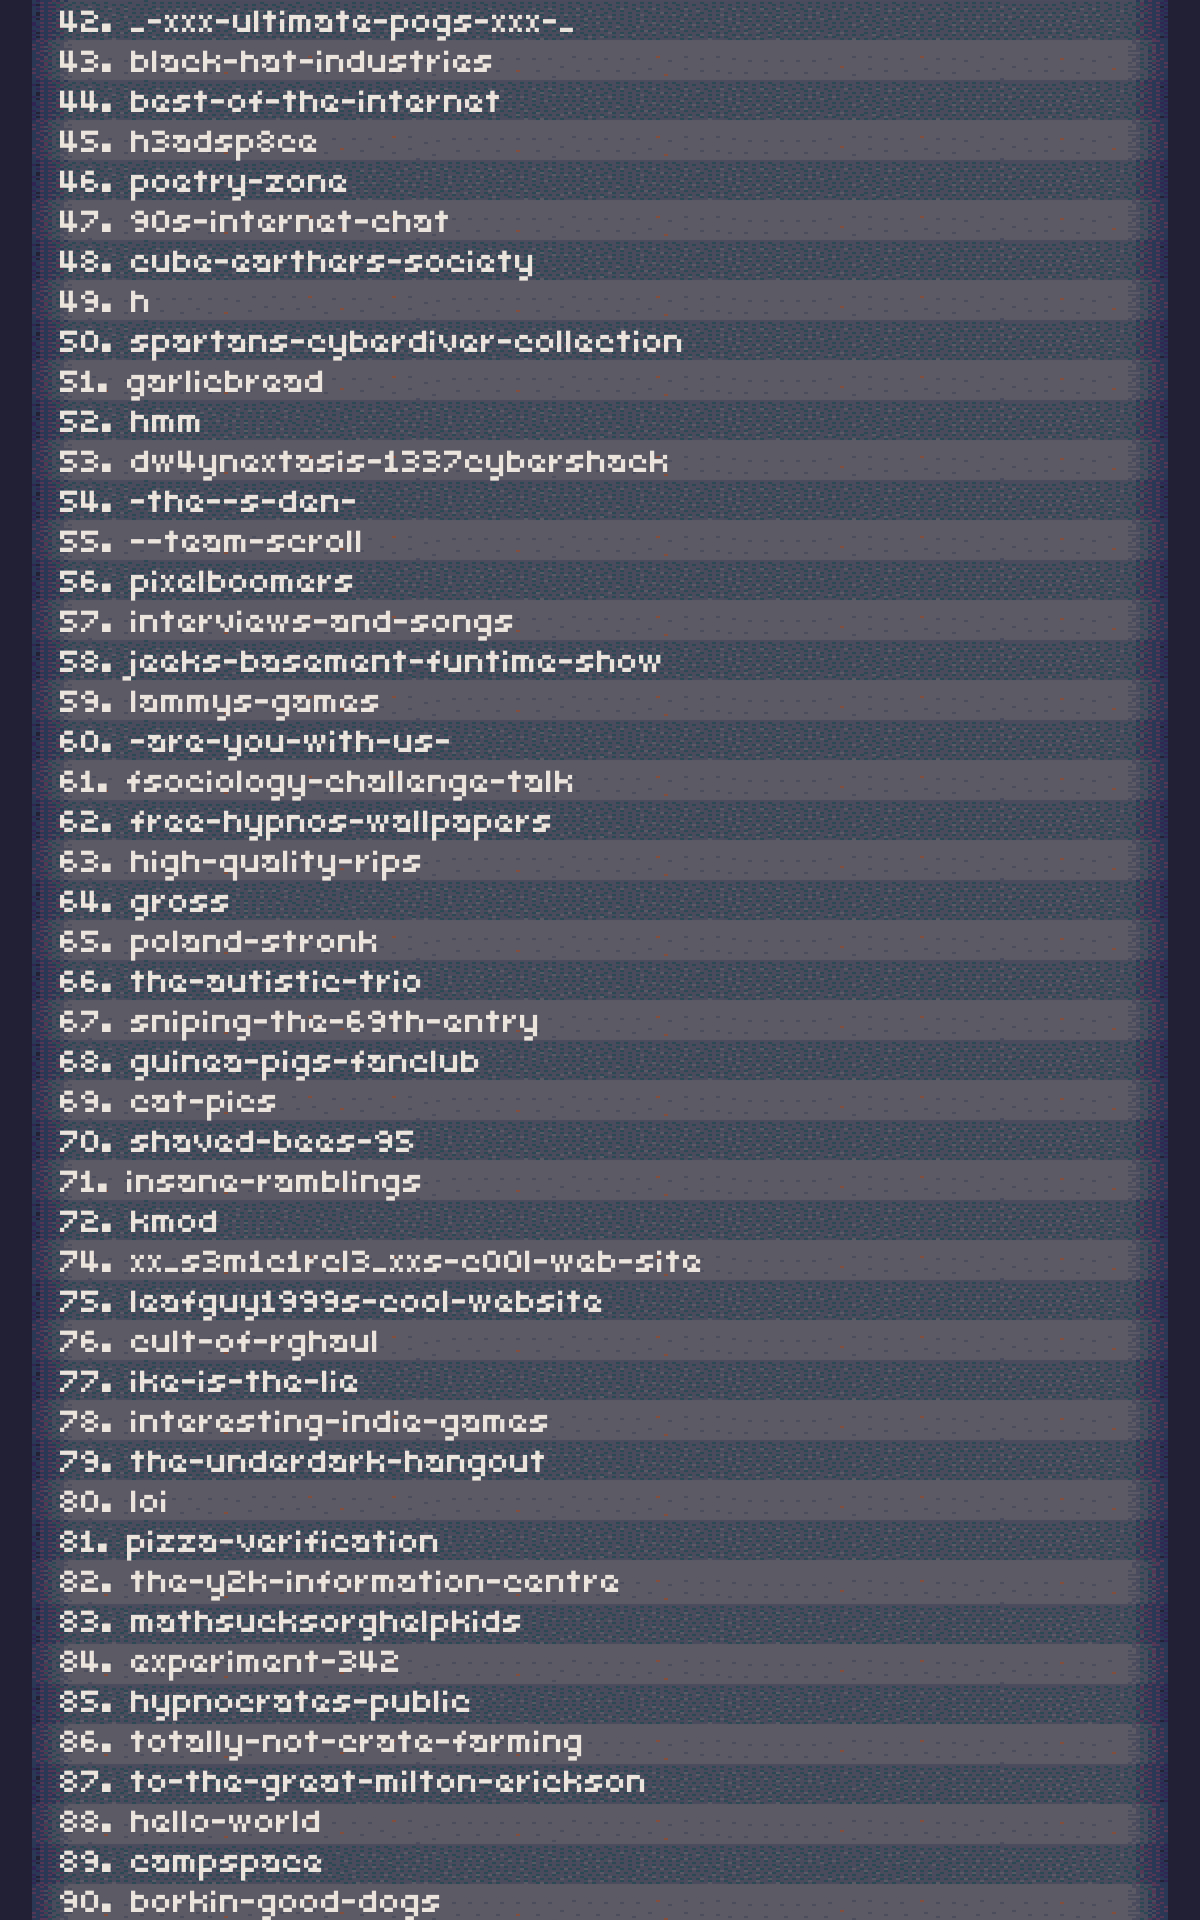 42. _-xxx-ultimate-pogs-xxx-_
43. black-hat-industries
44. best-of-the-internet
45. h3adsp8ce
46. poetry-zone
47. 90s-internet-chat
48. cube-earthers-society
49. h
50. spartans-cyberdiver-collection
51. garlicbread
52. hmm
53. dw4ynextasis-1337cybershack
54. -the--s-den-
55. --team-scroll
56. pixelboomers
57. interviews-and-songs
58. jeeks-basement-funtime-show
59. lammys-games
60. -are-you-with-us-
61. fsociology-challenge-talk
62. free-hypnos-wallpapers
63. high-quality-rips
64. gross
65. poland-stronk
66. the-autistic-trio
67. sniping-the-69th-entry
68. guinea-pigs-fanclub
69. cat-pics
70. shaved-bees-95
71. insane-ramblings
72. kmod
74. xx_s3m1c1rcl3_xxs-c00l-web-site
75. leafguy1999s-cool-website
76. cult-of-rghaul
77. ike-is-the-lie
78. interesting-indie-games
79. the-underdark-hangout
80. loi
81. pizza-verification
82. the-y2k-information-centre
83. mathsucksorghelpkids
84. experiment-342
85. hypnocrates-public
86. totally-not-crate-farming
87. to-the-great-milton-erickson
88. hello-world
89. campspace
90. borkin-good-dogs